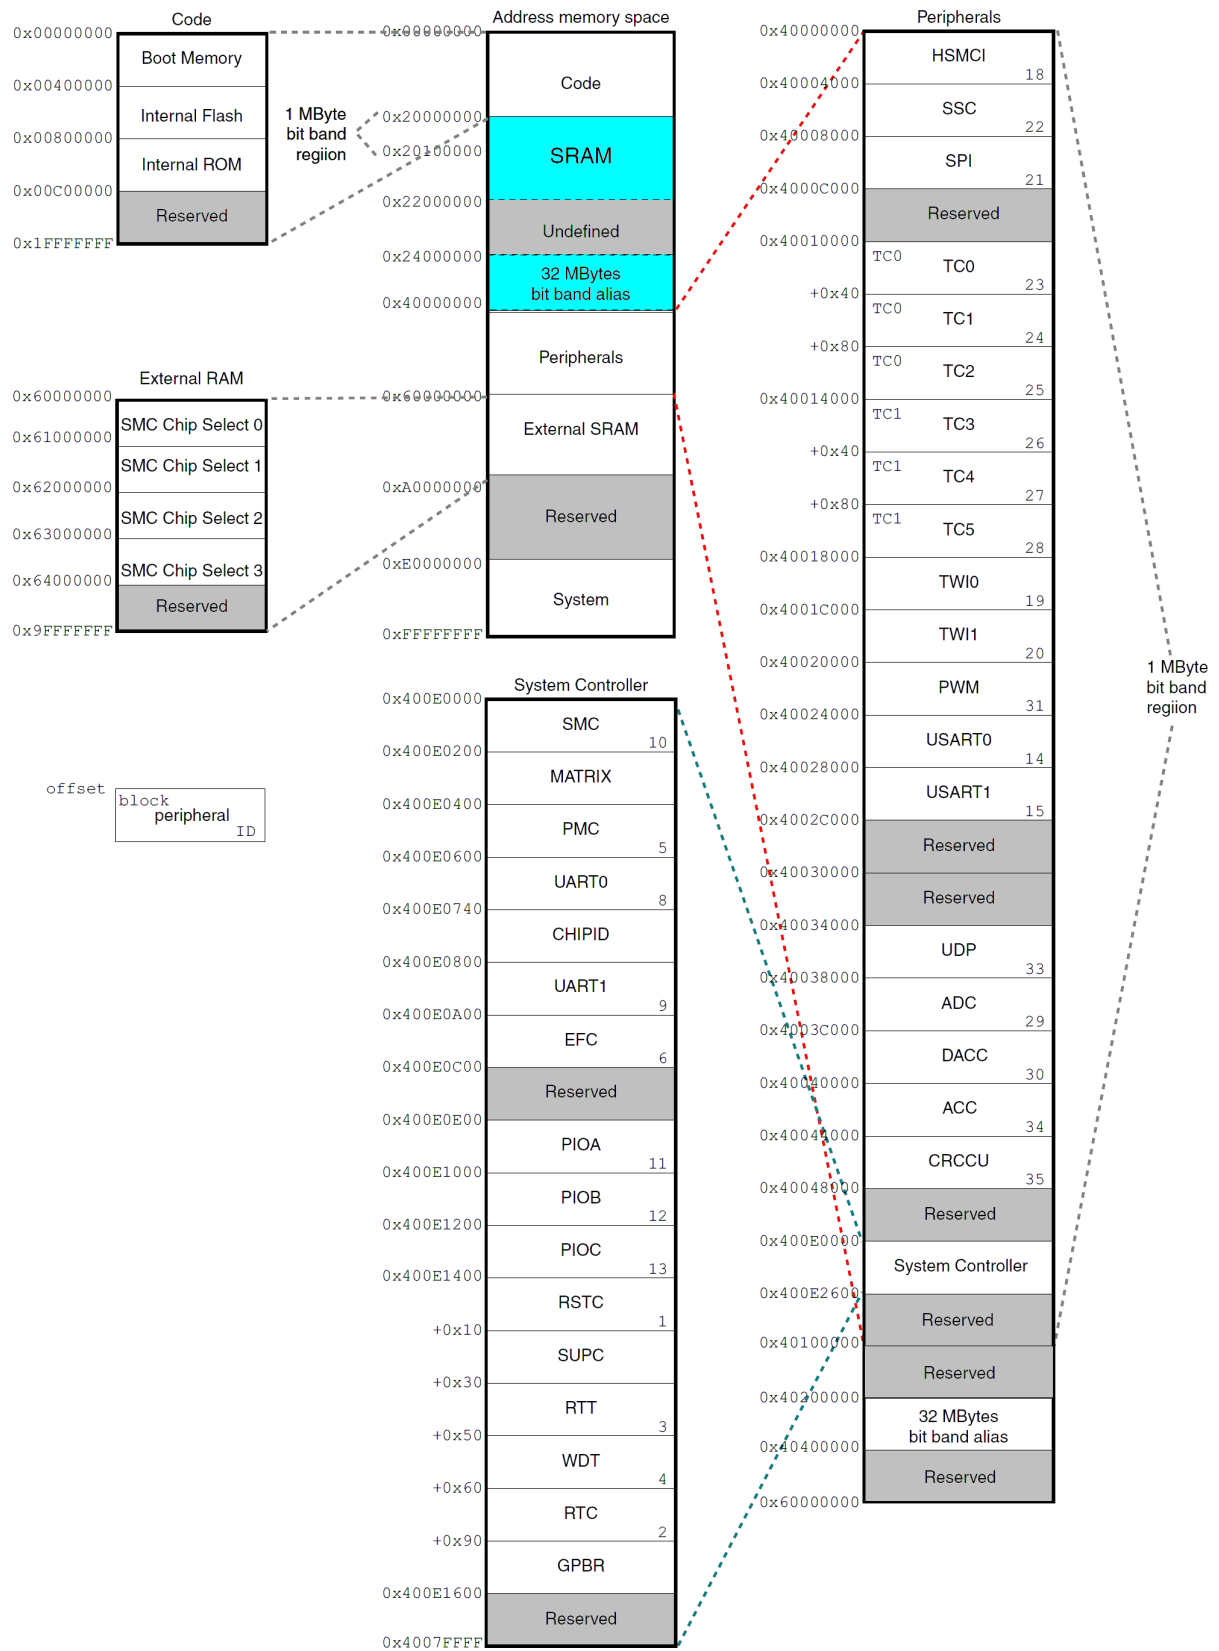 Code
0x00000000
Boot Memory
0x00400000
Internal Flash
0x00800000
Internal ROM
0x00C00000
Reserved
0x1FFFFFFF
1 MByte
bit band
regiion
Address memory space
0x00000000
Code
0x20000000
SRAM
0x20100000
0x22000000
Undefined
0x24000000
32 MBytes
bit band alias
0x40000000
Peripherals
0x60000000
External SRAM
0xA0000000
Reserved
0xE0000000
System
0xFFFFFFFF
External RAM
0x60000000
SMC Chip Select 0
0x61000000
SMC Chip Select 1
0x62000000
SMC Chip Select 2
0x63000000
SMC Chip Select 3
0x64000000
Reserved
0x9FFFFFFF
offset
block
peripheral
ID
System Controller
0x400E0000
SMC
10
0x400E0200
MATRIX
0x400E0400
PMC
5
0x400E0600
UART0
8
0x400E0740
CHIPID
0x400E0800
UART1
9
0x400E0A00
EFC
6
0x400E0C00
Reserved
0x400E0E00
PIOA
11
0x400E1000
PIOB
12
0x400E1200
PIOC
13
0x400E1400
RSTC
1
+0x10
SUPC
+0x30
RTT
3
+0x50
WDT
4
+0x60
RTC
2
+0x90
GPBR
0x400E1600
Reserved
0x4007FFFF
Peripherals
0x40000000
HSMCI
18
0x40004000
SSC
22
0x40008000
SPI
21
0x4000C000
Reserved
0x40010000
TC0
TC0
23
+0x40
TC0
TC1
24
+0x80
TC0
TC2
25
0x40014000
TC1
TC3
26
+0x40
TC1
TC4
27
+0x80
TC1
TC5
28
0x40018000
TWI0
19
0x4001C000
TWI1
20
0x40020000
PWM
31
0x40024000
USART0
14
0x40028000
USART1
15
0x4002C000
Reserved
0x40030000
Reserved
0x40034000
UDP
33
0x40038000
ADC
29
0x4003C000
DACC
30
0x40040000
ACC
34
0x40044000
CRCCU
35
0x40048000
Reserved
0x400E0000
System Controller
0x400E2600
Reserved
0x40100000
Reserved
0x40200000
32 MBytes
bit band alias
0x40400000
Reserved
0x60000000
1 MByte
bit band
regiion